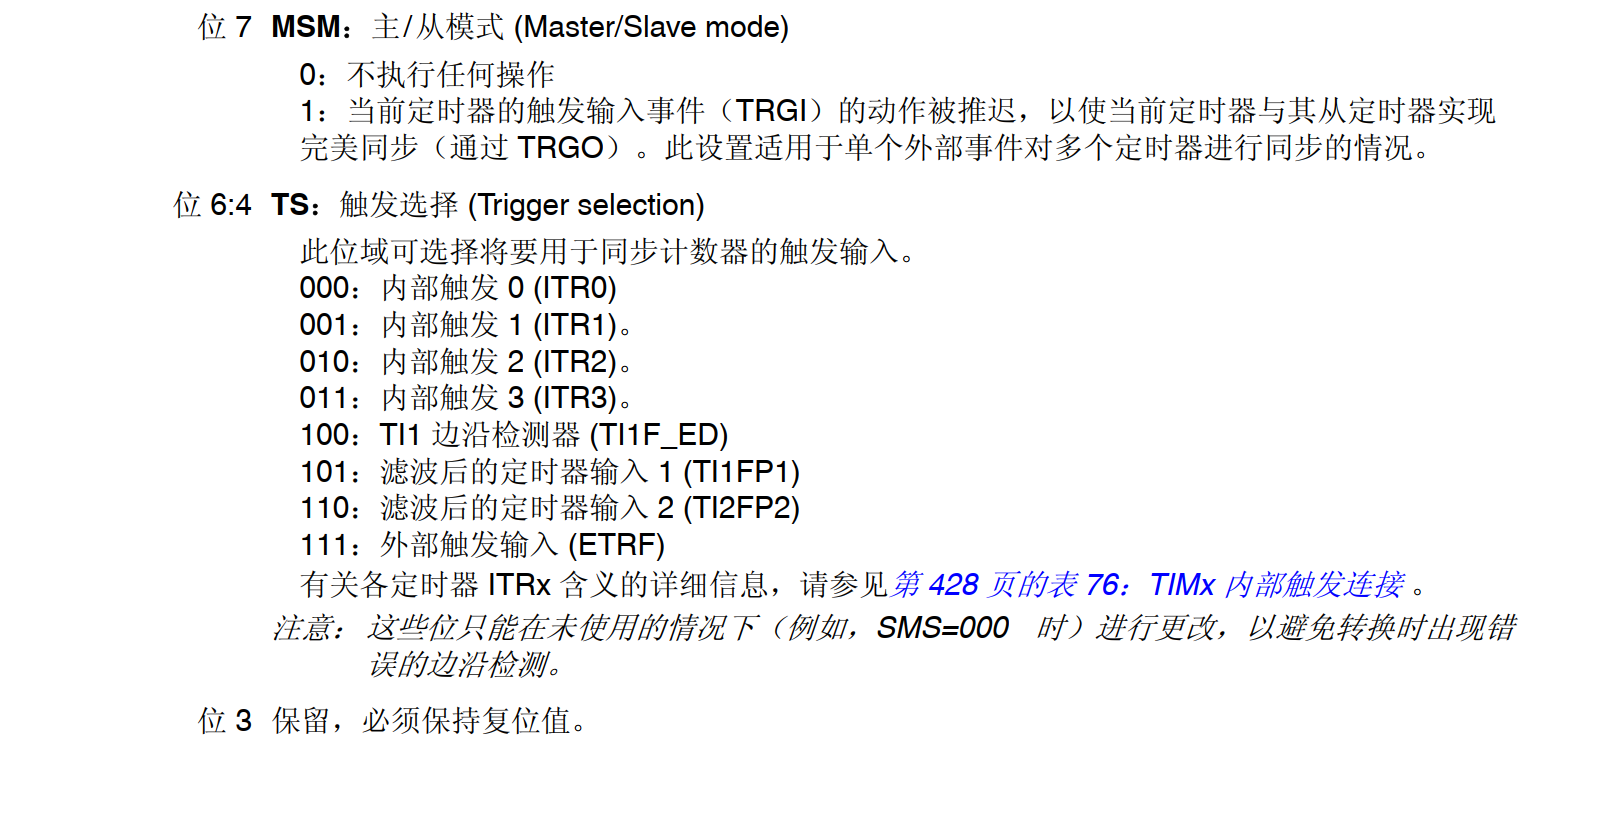 位 7 MSM：主/从模式 (Master/Slave mode)
0：不执行任何操作
1：当前定时器的触发输入事件（TRGI）的动作被推迟，以使当前定时器与其从定时器实现
完美同步（通过 TRGO）。此设置适用于单个外部事件对多个定时器进行同步的情况。
位 6:4 TS：触发选择 (Trigger selection)
此位域可选择将要用于同步计数器的触发输入。
000：内部触发 0 (ITR0)
001：内部触发 1 (ITR1)。
010：内部触发 2 (ITR2)。
011：内部触发 3 (ITR3)。
100：TI1 边沿检测器 (TI1F_ED)
101：滤波后的定时器输入 1 (TI1FP1)
110：滤波后的定时器输入 2 (TI2FP2)
111：外部触发输入 (ETRF)
有关各定时器 ITRx 含义的详细信息，请参见第 428 页的表 76：TIMx 内部触发连接 。
注意： 这些位只能在未使用的情况下（例如，SMS=000 时）进行更改，以避免转换时出现错
误的边沿检测。
位 3 保留，必须保持复位值。